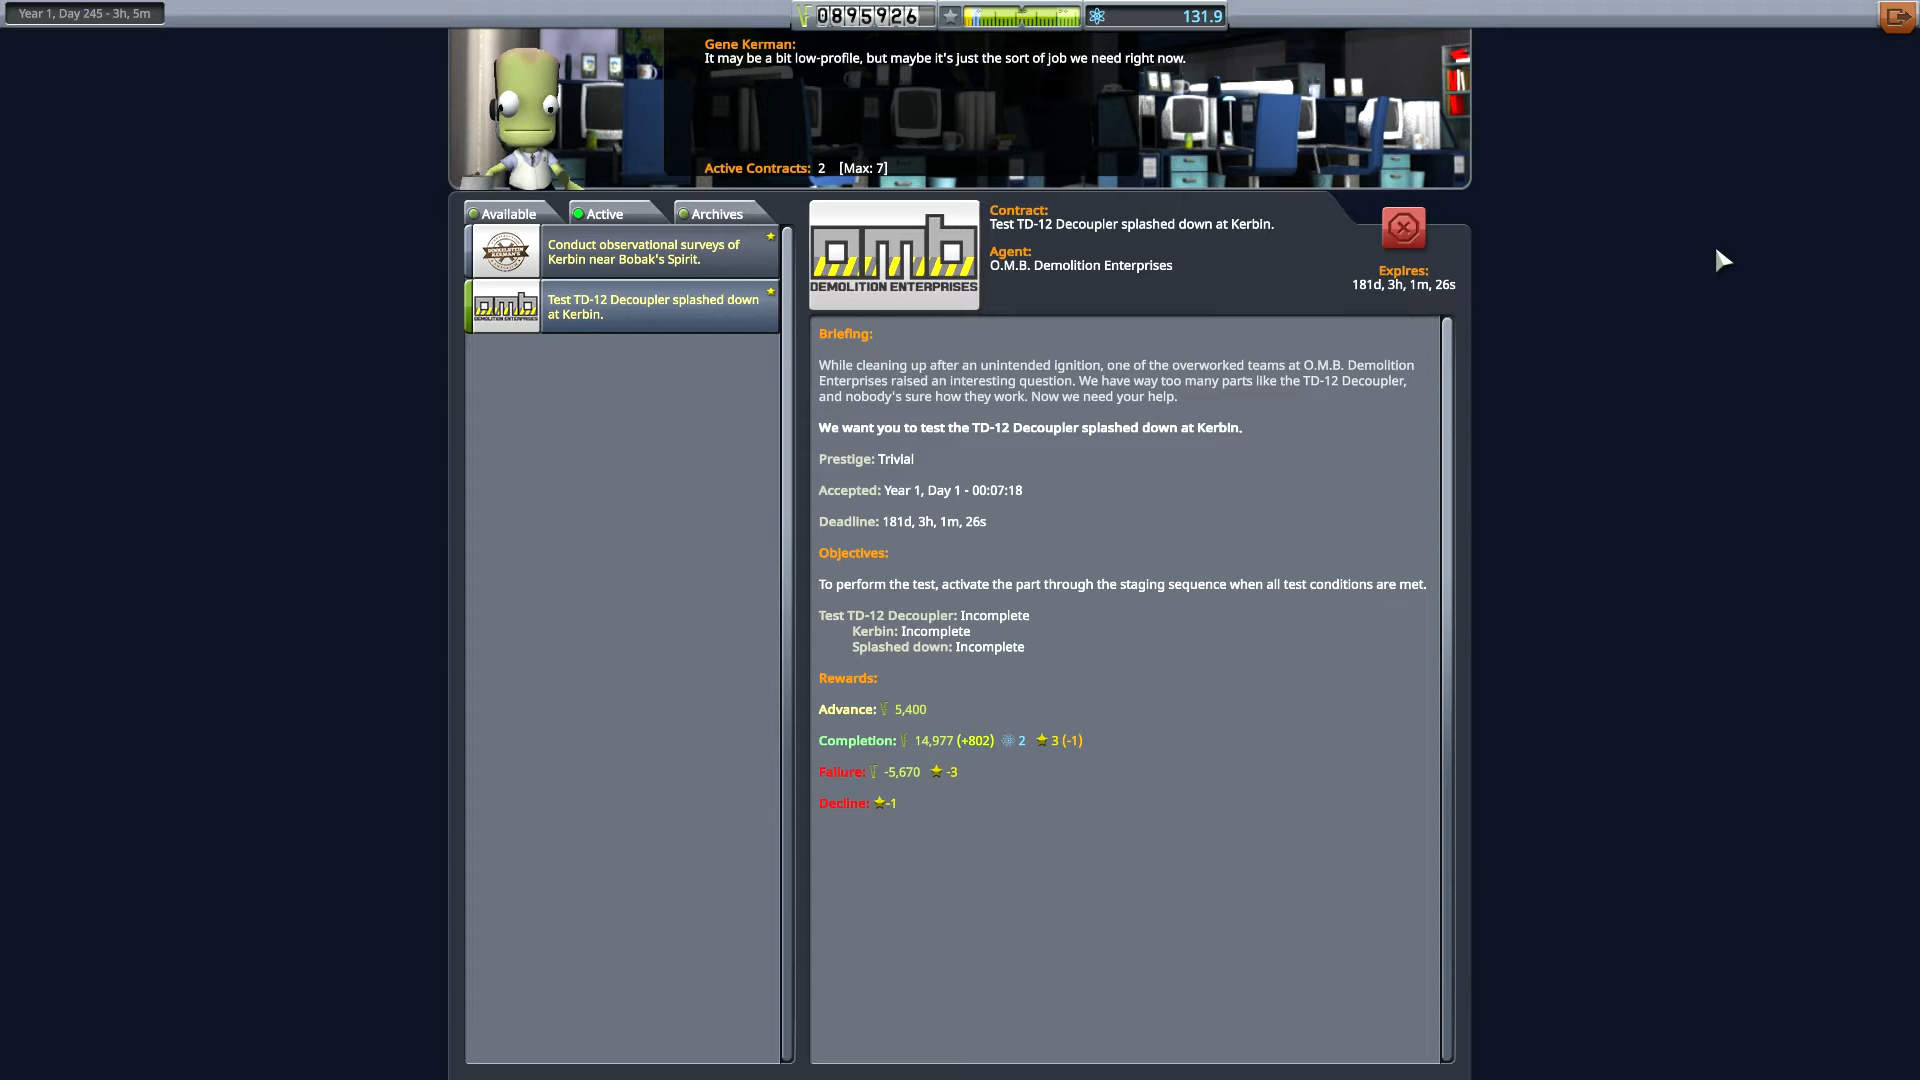 Year 1, Day 245 - 3h, 5m
0895926
131.9
Gene Kerman:
It may be a bit low-profile, but maybe it's just the sort of job we need right now.
Active Contracts: 2 [Max: 7]
Available
Active
Archives
Conduct observational surveys of
Kerbin near Bobak's Spirit.
Test TD-12 Decoupler splashed down
at Kerbin.
omb
DEMOLITION ENTERPRISES
Contract:
Test TD-12 Decoupler splashed down at Kerbin.
Agent:
O.M.B. Demolition Enterprises
Expires:
181d, 3h, 1m, 26s
Briefing:
While cleaning up after an unintended ignition, one of the overworked teams at O.M.B. Demolition
Enterprises raised an interesting question. We have way too many parts like the TD-12 Decoupler,
and nobody's sure how they work. Now we need your help.
We want you to test the TD-12 Decoupler splashed down at Kerbin.
Prestige: Trivial
Accepted: Year 1, Day 1 - 00:07:18
Deadline: 181d, 3h, 1m, 26s
Objectives:
To perform the test, activate the part through the staging sequence when all test conditions are met.
Test TD-12 Decoupler: Incomplete
Kerbin: Incomplete
Splashed down: Incomplete
Rewards:
Advance: 5,400
Completion: 14,977 (+802) 2 3 (-1)
Failure: -5,670 -3
Decline: -1